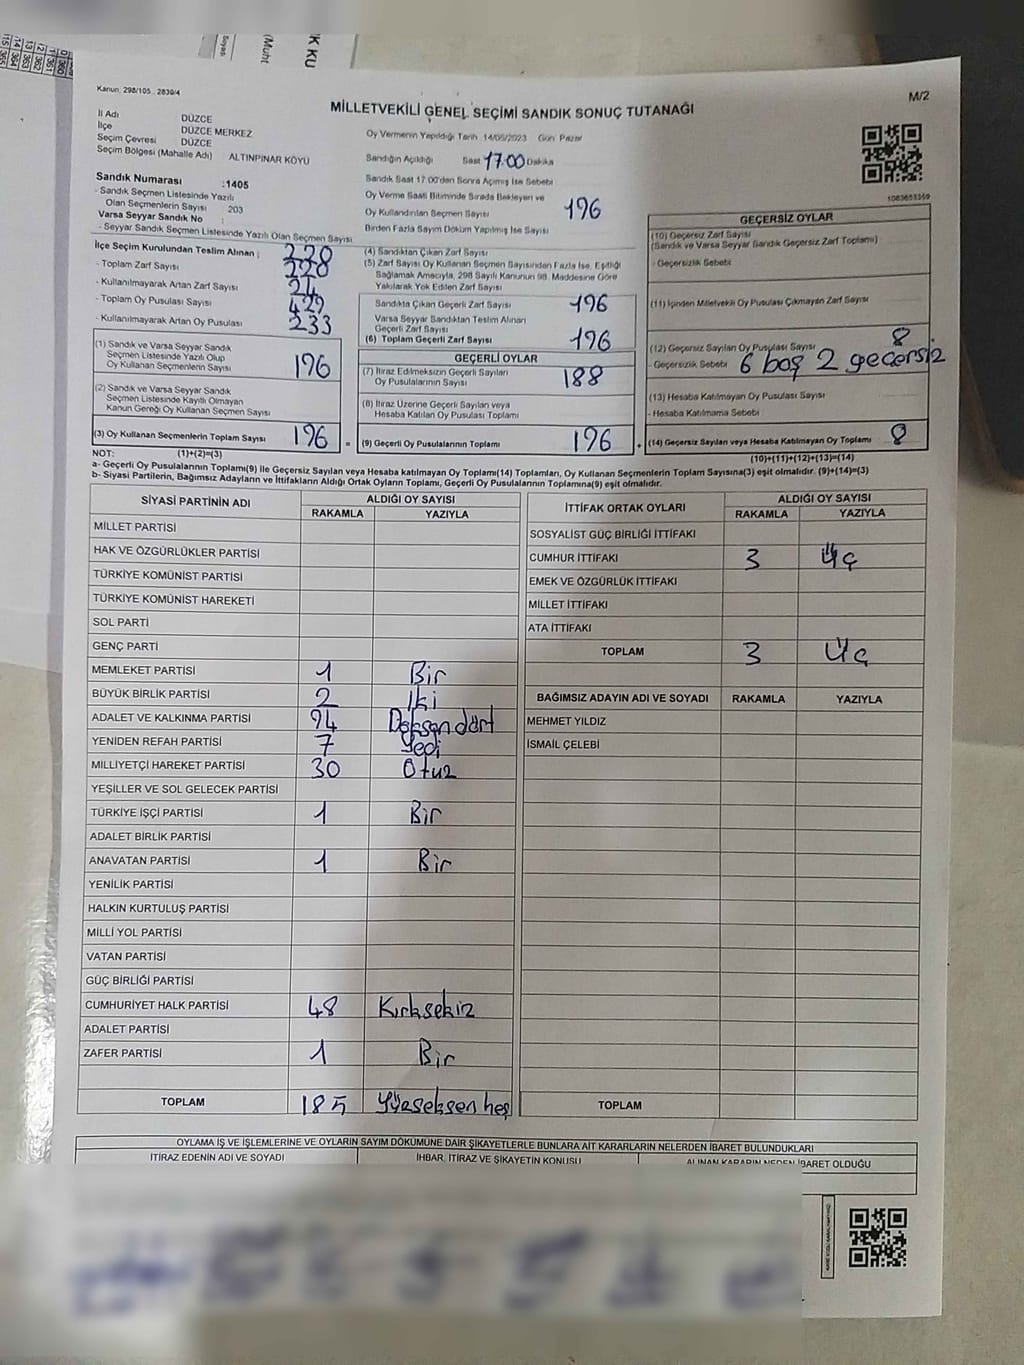 IK KU
(Muht
Kanun, 298/105 , 2839/4
M/2
MİLLETVEKİLİ GENEL SEÇİMİ SANDIK SONUÇ TUTANAĞI
İl Adı DÜZCE
İlçe DÜZCE MERKEZ
Seçim Çevresi DÜZCE
Seçim Bölgesi (Mahalle Adı) ALTINPINAR KÖYÜ
Oy Vermenin Yapıldığı Tarih 14/05/2023 Gün Pazar
Sandığın Açıldığı Saat 17:00 Dakika
Sandık Saat 17:00'den Sonra Açımış İse Sebebi
Oy Verme Saati Bitiminde Sırada Bekleyen ve
Oy Kullandırılan Seçmen Sayısı 196
Birden Fazla Sayım Döküm Yapılmış İse Sayısı
Sandık Numarası :1405
- Sandık Seçmen Listesinde Yazılı
Olan Seçmenlerin Sayısı 203
Varsa Seyyar Sandık No :
- Seyyar Sandık Seçmen Listesinde Yazılı Olan Seçmen Sayısı
1083653359
İlçe Seçim Kurulundan Teslim Alınan ; 220
- Toplam Zarf Sayısı 220
- Kullanılmayarak Artan Zarf Sayısı 24
- Toplam Oy Pusulası Sayısı 429
- Kullanılmayarak Artan Oy Pusulası 233
(1) Sandık ve Varsa Seyyar Sandık
Seçmen Listesinde Yazılı Olup
Oy Kullanan Seçmenlerin Sayısı 196
(2) Sandık ve Varsa Seyyar Sandık
Seçmen Listesinde Kayıtlı Olmayan
Kanun Gereği Oy Kullanan Seçmen Sayısı
(3) Oy Kullanan Seçmenlerin Toplam Sayısı 196 =
(4) Sandıktan Çıkan Zarf Sayısı
(5) Zarf Sayısı Oy Kullanan Seçmen Sayısından Fazla İse, Eşitliği
Sağlamak Amacıyla, 298 Sayılı Kanunun 98. Maddesine Göre
Yakılarak Yok Edilen Zarf Sayısı
Sandıkta Çıkan Geçerli Zarf Sayısı 196
Varsa Seyyar Sandıktan Teslim Alınan
Geçerli Zarf Sayısı
(6) Toplam Geçerli Zarf Sayısı 196
GEÇERLİ OYLAR
(7) İtiraz Edilmeksizin Geçerli Sayılan
Oy Pusulalarının Sayısı 188
(8) İtiraz Üzerine Geçerli Sayılan veya
Hesaba Katılan Oy Pusulası Toplamı
(9) Geçerli Oy Pusulalarının Toplamı 196 +
GEÇERSİZ OYLAR
(10) Geçersiz Zarf Sayısı
(Sandık ve Varsa Seyyar Sandık Geçersiz Zarf Toplamı)
- Geçersizlik Sebebi
(11) İçinden Milletvekili Oy Pusulası Çıkmayan Zarf Sayısı
(12) Geçersiz Sayılan Oy Pusulası Sayısı 8
- Geçersizlik Sebebi 6 boş 2 geçersiz
(13) Hesaba Katılmayan Oy Pusulası Sayısı
- Hesaba Katılmama Sebebi
(14) Geçersiz Sayılan veya Hesaba Katılmayan Oy Toplamı 8
NOT: (1)+(2)=(3)
(10)+(11)+(12)+(13)=(14)
a- Geçerli Oy Pusulalarının Toplamı(9) ile Geçersiz Sayılan veya Hesaba katılmayan Oy Toplamı(14) Toplamları, Oy Kullanan Seçmenlerin Toplam Sayısına(3) eşit olmalıdır. (9)+(14)=(3)
b- Siyasi Partilerin, Bağımsız Adayların ve İttifakların Aldığı Ortak Oyların Toplamı, Geçerli Oy Pusulalarının Toplamına(9) eşit olmalıdır.
SİYASİ PARTİNİN ADI ALDIĞI OY SAYISI
RAKAMLA YAZIYLA
MİLLET PARTİSİ
HAK VE ÖZGÜRLÜKLER PARTİSİ
TÜRKİYE KOMÜNİST PARTİSİ
TÜRKİYE KOMÜNİST HAREKETİ
SOL PARTİ
GENÇ PARTİ
MEMLEKET PARTİSİ 1 Bir
BÜYÜK BİRLİK PARTİSİ 2 İki
ADALET VE KALKINMA PARTİSİ 94 Doksan dört
YENİDEN REFAH PARTİSİ 7 Yedi
MİLLİYETÇİ HAREKET PARTİSİ 30 Otuz
YEŞİLLER VE SOL GELECEK PARTİSİ
TÜRKİYE İŞÇİ PARTİSİ 1 Bir
ADALET BİRLİK PARTİSİ
ANAVATAN PARTİSİ 1 Bir
YENİLİK PARTİSİ
HALKIN KURTULUŞ PARTİSİ
MİLLİ YOL PARTİSİ
VATAN PARTİSİ
GÜÇ BİRLİĞİ PARTİSİ
CUMHURİYET HALK PARTİSİ 48 Kırksekiz
ADALET PARTİSİ
ZAFER PARTİSİ 1 Bir
TOPLAM 185 Yüzseksen beş
İTTİFAK ORTAK OYLARI ALDIĞI OY SAYISI
RAKAMLA YAZIYLA
SOSYALİST GÜÇ BİRLİĞİ İTTİFAKI
CUMHUR İTTİFAKI 3 Üç
EMEK VE ÖZGÜRLÜK İTTİFAKI
MİLLET İTTİFAKI
ATA İTTİFAKI
TOPLAM 3 Üç
BAĞIMSIZ ADAYIN ADI VE SOYADI RAKAMLA YAZIYLA
MEHMET YILDIZ
İSMAİL ÇELEBİ
TOPLAM
OYLAMA İŞ VE İŞLEMLERİNE VE OYLARIN SAYIM DÖKÜMÜNE DAİR ŞİKAYETLERLE BUNLARA AİT KARARLARIN NELERDEN İBARET BULUNDUKLARI
İTİRAZ EDENİN ADI VE SOYADI İHBAR, İTİRAZ VE ŞİKAYETİN KONUSU ALINAN KARARIN NEDEN İBARET OLDUĞU